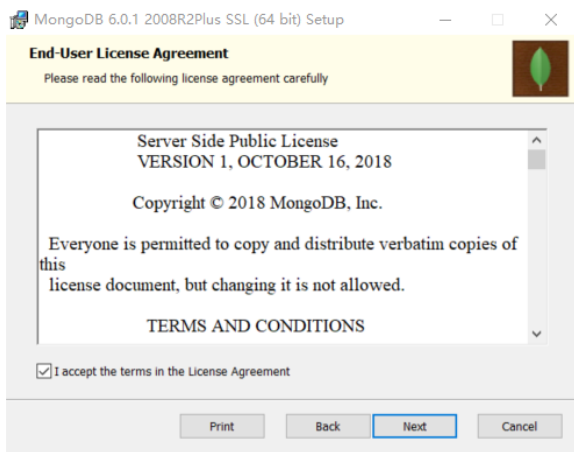 MongoDB 6.0.1 2008R2Plus SSL (64 bit) Setup
End-User License Agreement
Please read the following license agreement carefully
Server Side Public License
VERSION 1, OCTOBER 16, 2018
Copyright © 2018 MongoDB, Inc.
Everyone is permitted to copy and distribute verbatim copies of
this
license document, but changing it is not allowed.
TERMS AND CONDITIONS
I accept the terms in the License Agreement
Print Back Next Cancel